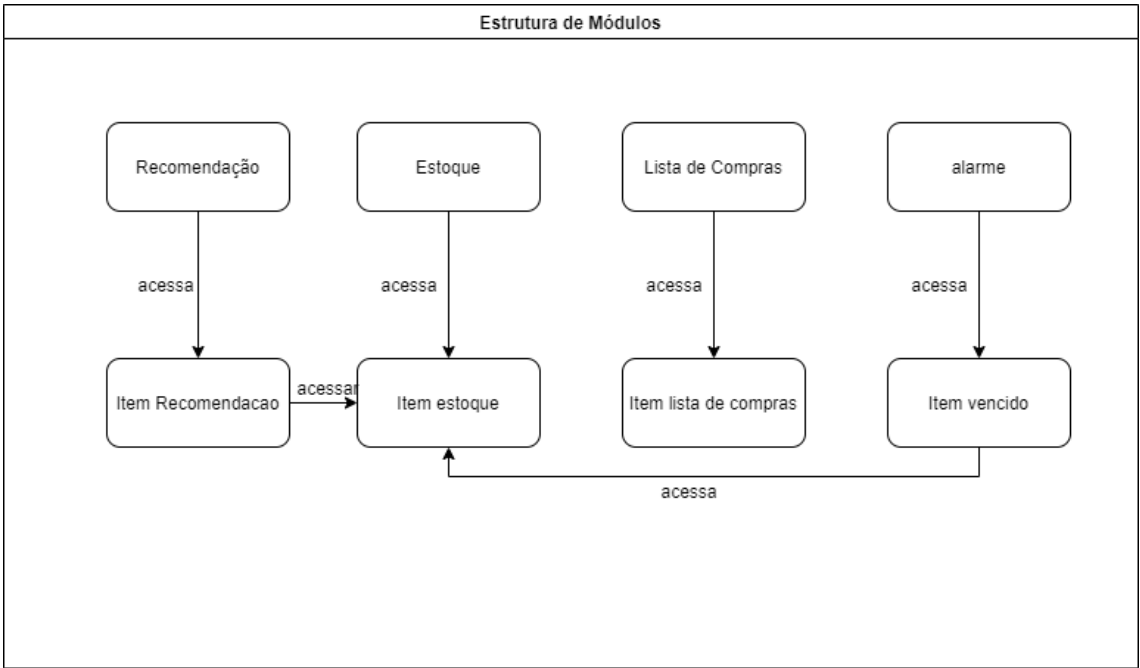 Estrutura de Módulos
Recomendação
Estoque
Lista de Compras
alarme
acessa
acessa
acessa
acessa
Item Recomendacao
acessar
Item estoque
Item lista de compras
Item vencido
acessa